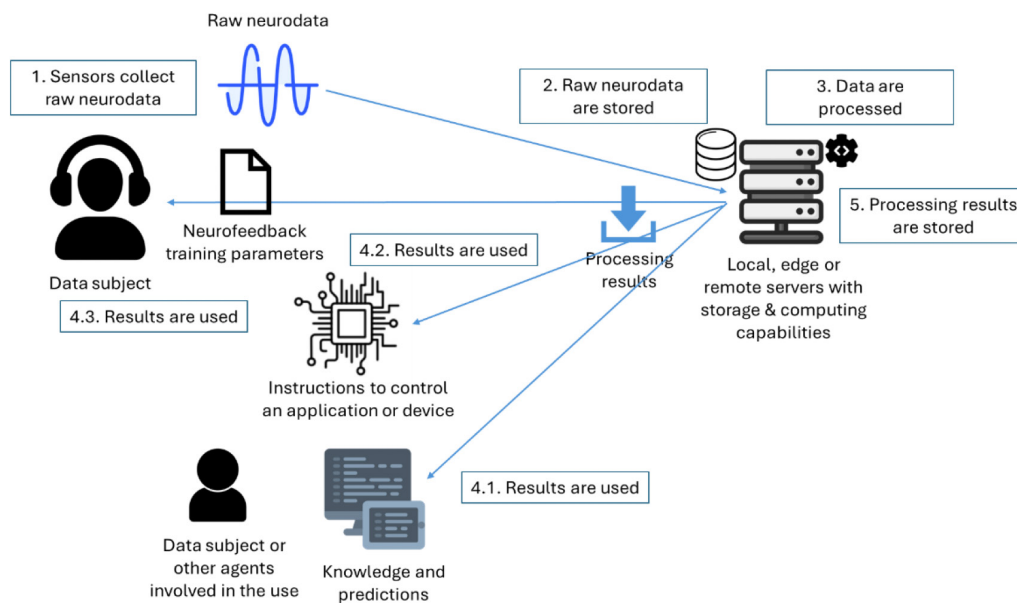 Raw neurodata
1. Sensors collect
raw neurodata
2. Raw neurodata
are stored
3. Data are
processed
Neurofeedback
training parameters
Data subject
4.3. Results are used
4.2. Results are used
Processing
results
5. Processing results
are stored
Local, edge or
remote servers with
storage & computing
capabilities
Instructions to control
an application or device
4.1. Results are used
Data subject or
other agents
involved in the use
Knowledge and
predictions